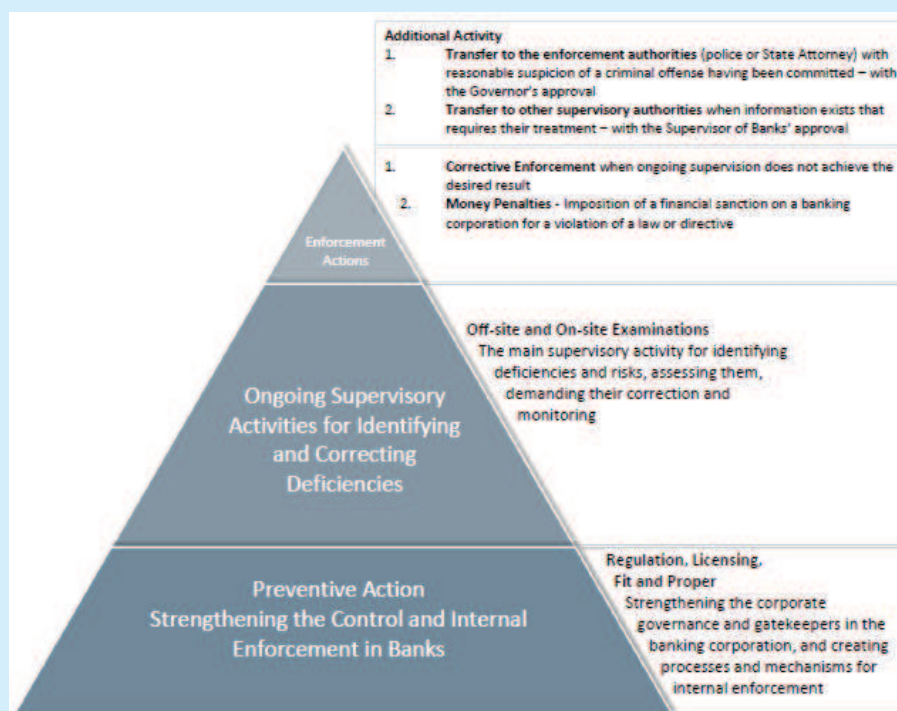 Additional Activity
1. Transfer to the enforcement authorities (police or State Attorney) with
reasonable suspicion of a criminal offense having been committed – with
the Governor's approval
2. Transfer to other supervisory authorities when information exists that
requires their treatment – with the Supervisor of Banks' approval
1. Corrective Enforcement when ongoing supervision does not achieve the
desired result
2. Money Penalties - Imposition of a financial sanction on a banking
corporation for a violation of a law or directive
Enforcement
Actions
Off-site and On-site Examinations
The main supervisory activity for identifying
deficiencies and risks, assessing them,
demanding their correction and
monitoring
Ongoing Supervisory
Activities for Identifying
and Correcting
Deficiencies
Regulation, Licensing,
Fit and Proper
Strengthening the corporate
governance and gatekeepers in the
banking corporation, and creating
processes and mechanisms for
internal enforcement
Preventive Action
Strengthening the Control and Internal
Enforcement in Banks